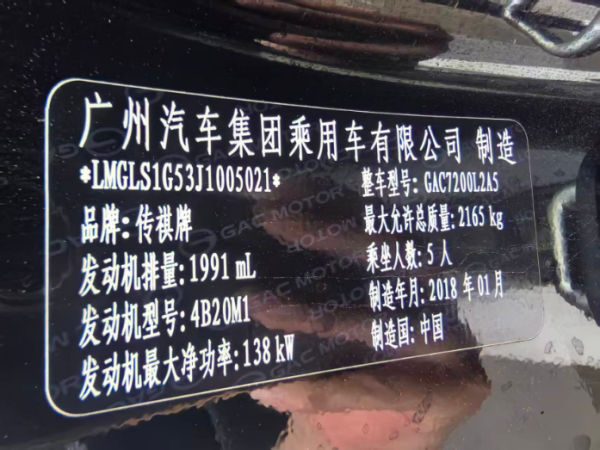 广州汽车集团乘用车有限公司 制造
*LMGLS1G53J1005021*
整车型号: GAC7200L2A5
品牌: 传祺牌
最大允许总质量: 2165 kg
发动机排量: 1991 mL
乘坐人数: 5 人
发动机型号: 4B20M1
制造年月: 2018 年 01 月
发动机最大净功率: 138 kW
制造国: 中国
GAC MOTOR